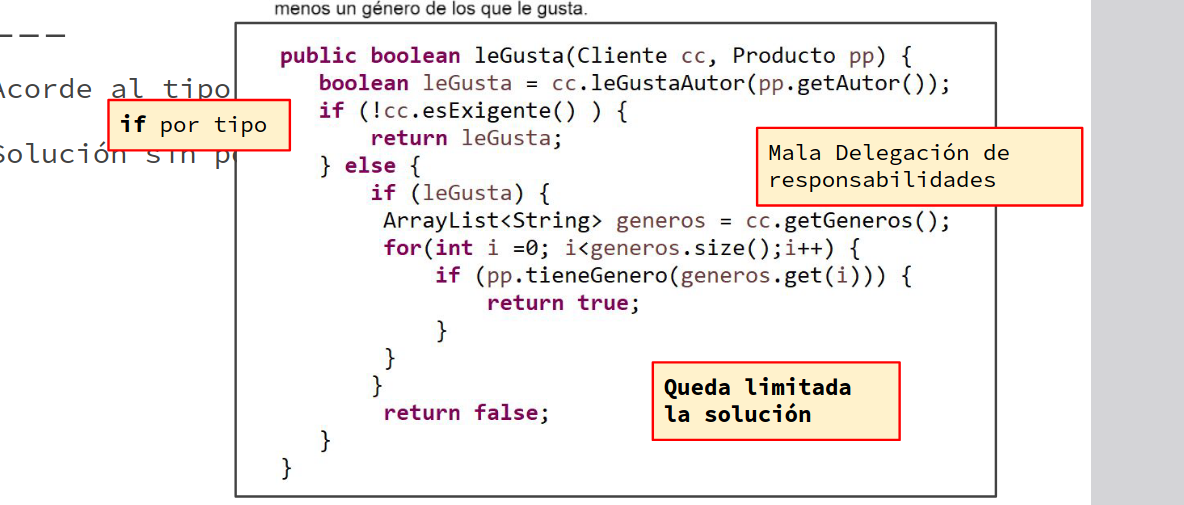 menos un género de los que le gusta.
Acorde al tipo
if por tipo
Solución sin
public boolean leGusta(Cliente cc, Producto pp) {
boolean leGusta = cc.leGustaAutor(pp.getAutor());
if (!cc.esExigente() ) {
return leGusta;
} else {
if (leGusta) {
ArrayList<String> generos = cc.getGeneros();
for(int i =0; i<generos.size();i++) {
if (pp.tieneGenero(generos.get(i))) {
return true;
}
}
}
return false;
}
}
Mala Delegación de
responsabilidades
Queda limitada
la solución